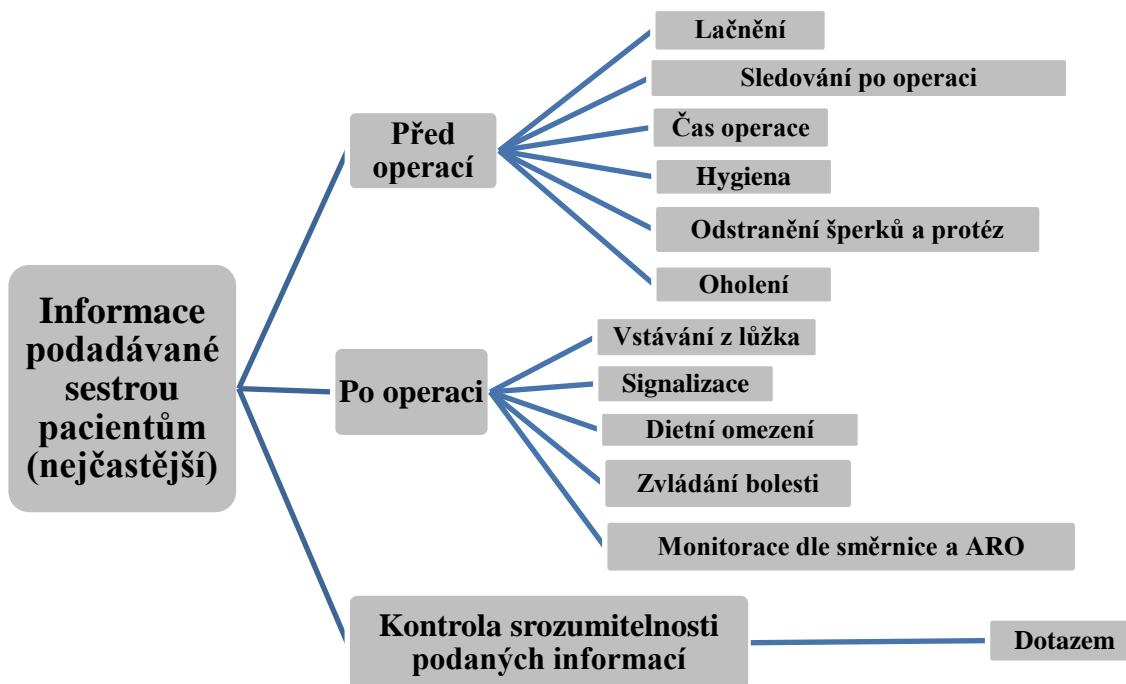 Informace
podadávané
sestrou
pacientům
(nejčastější)
Před
operací
Lačnění
Sledování po operaci
Čas operace
Hygiena
Odstranění šperků a protéz
Oholení
Po operaci
Vstávání z lůžka
Signalizace
Dietní omezení
Zvládání bolesti
Monitorace dle směrnice a ARO
Kontrola srozumitelnosti
podaných informací
Dotazem